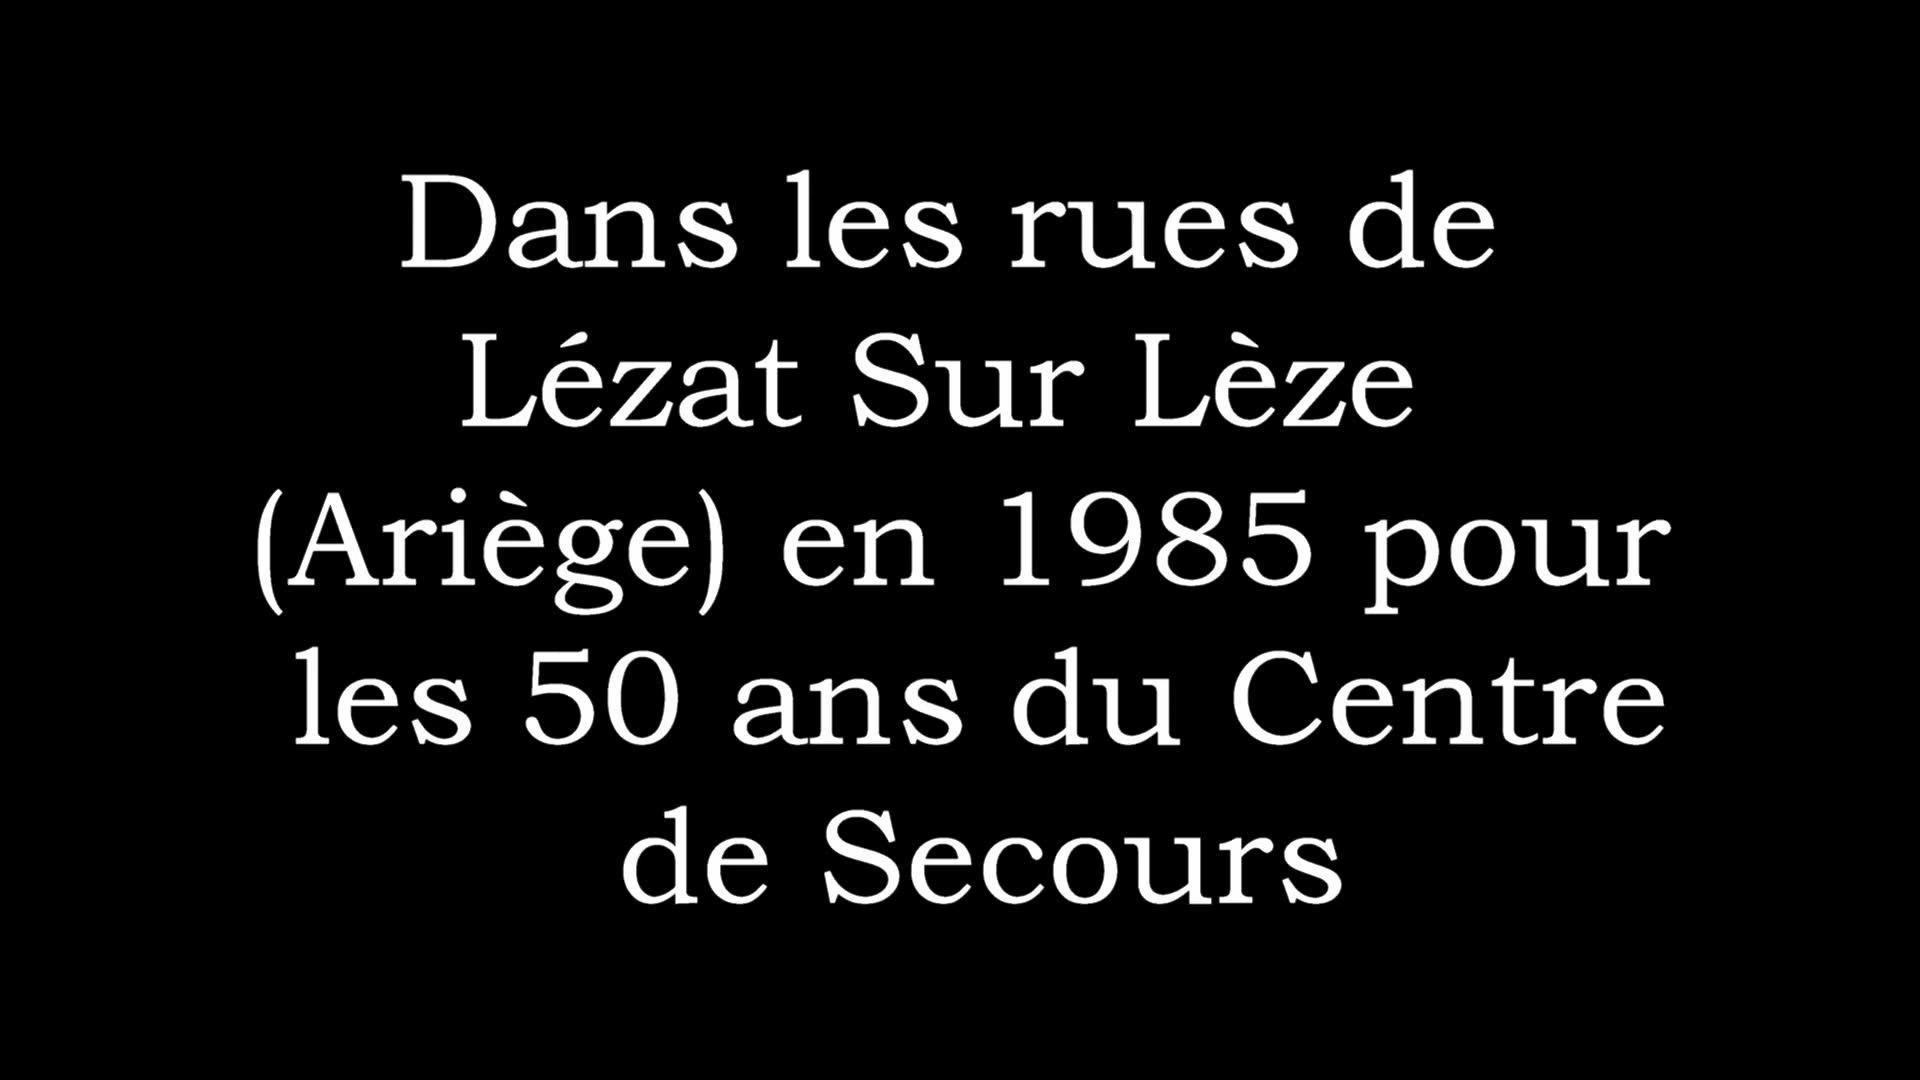 Dans les rues de
Lézat Sur Lèze
(Ariège) en 1985 pour
les 50 ans du Centre
de Secours